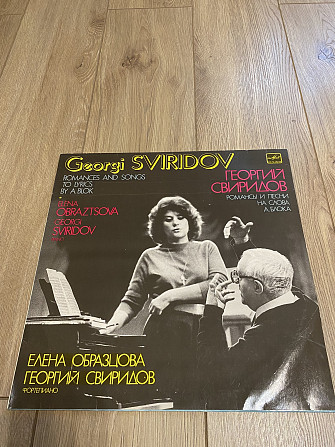 Georgi SVIRIDOV
ROMANCES AND SONGS
TO LYRICS
BY A. BLOK
ELENA
OBRAZTSOVA
GEORGI
SVIRIDOV
ГЕОРГИЙ
СВИРИДОВ
РОМАНСЫ И ПЕСНИ
НА СЛОВА
А. БЛОКА
ЕЛЕНА ОБРАЗЦОВА
ГЕОРГИЙ СВИРИДОВ
ФОРТЕПИАНО